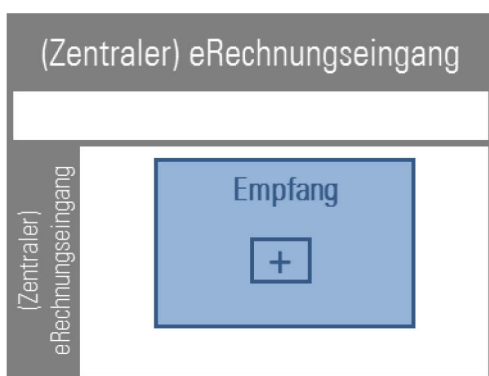 (Zentraler) eRechnungseingang
(Zentraler)
eRechnungseingang
Empfang
+